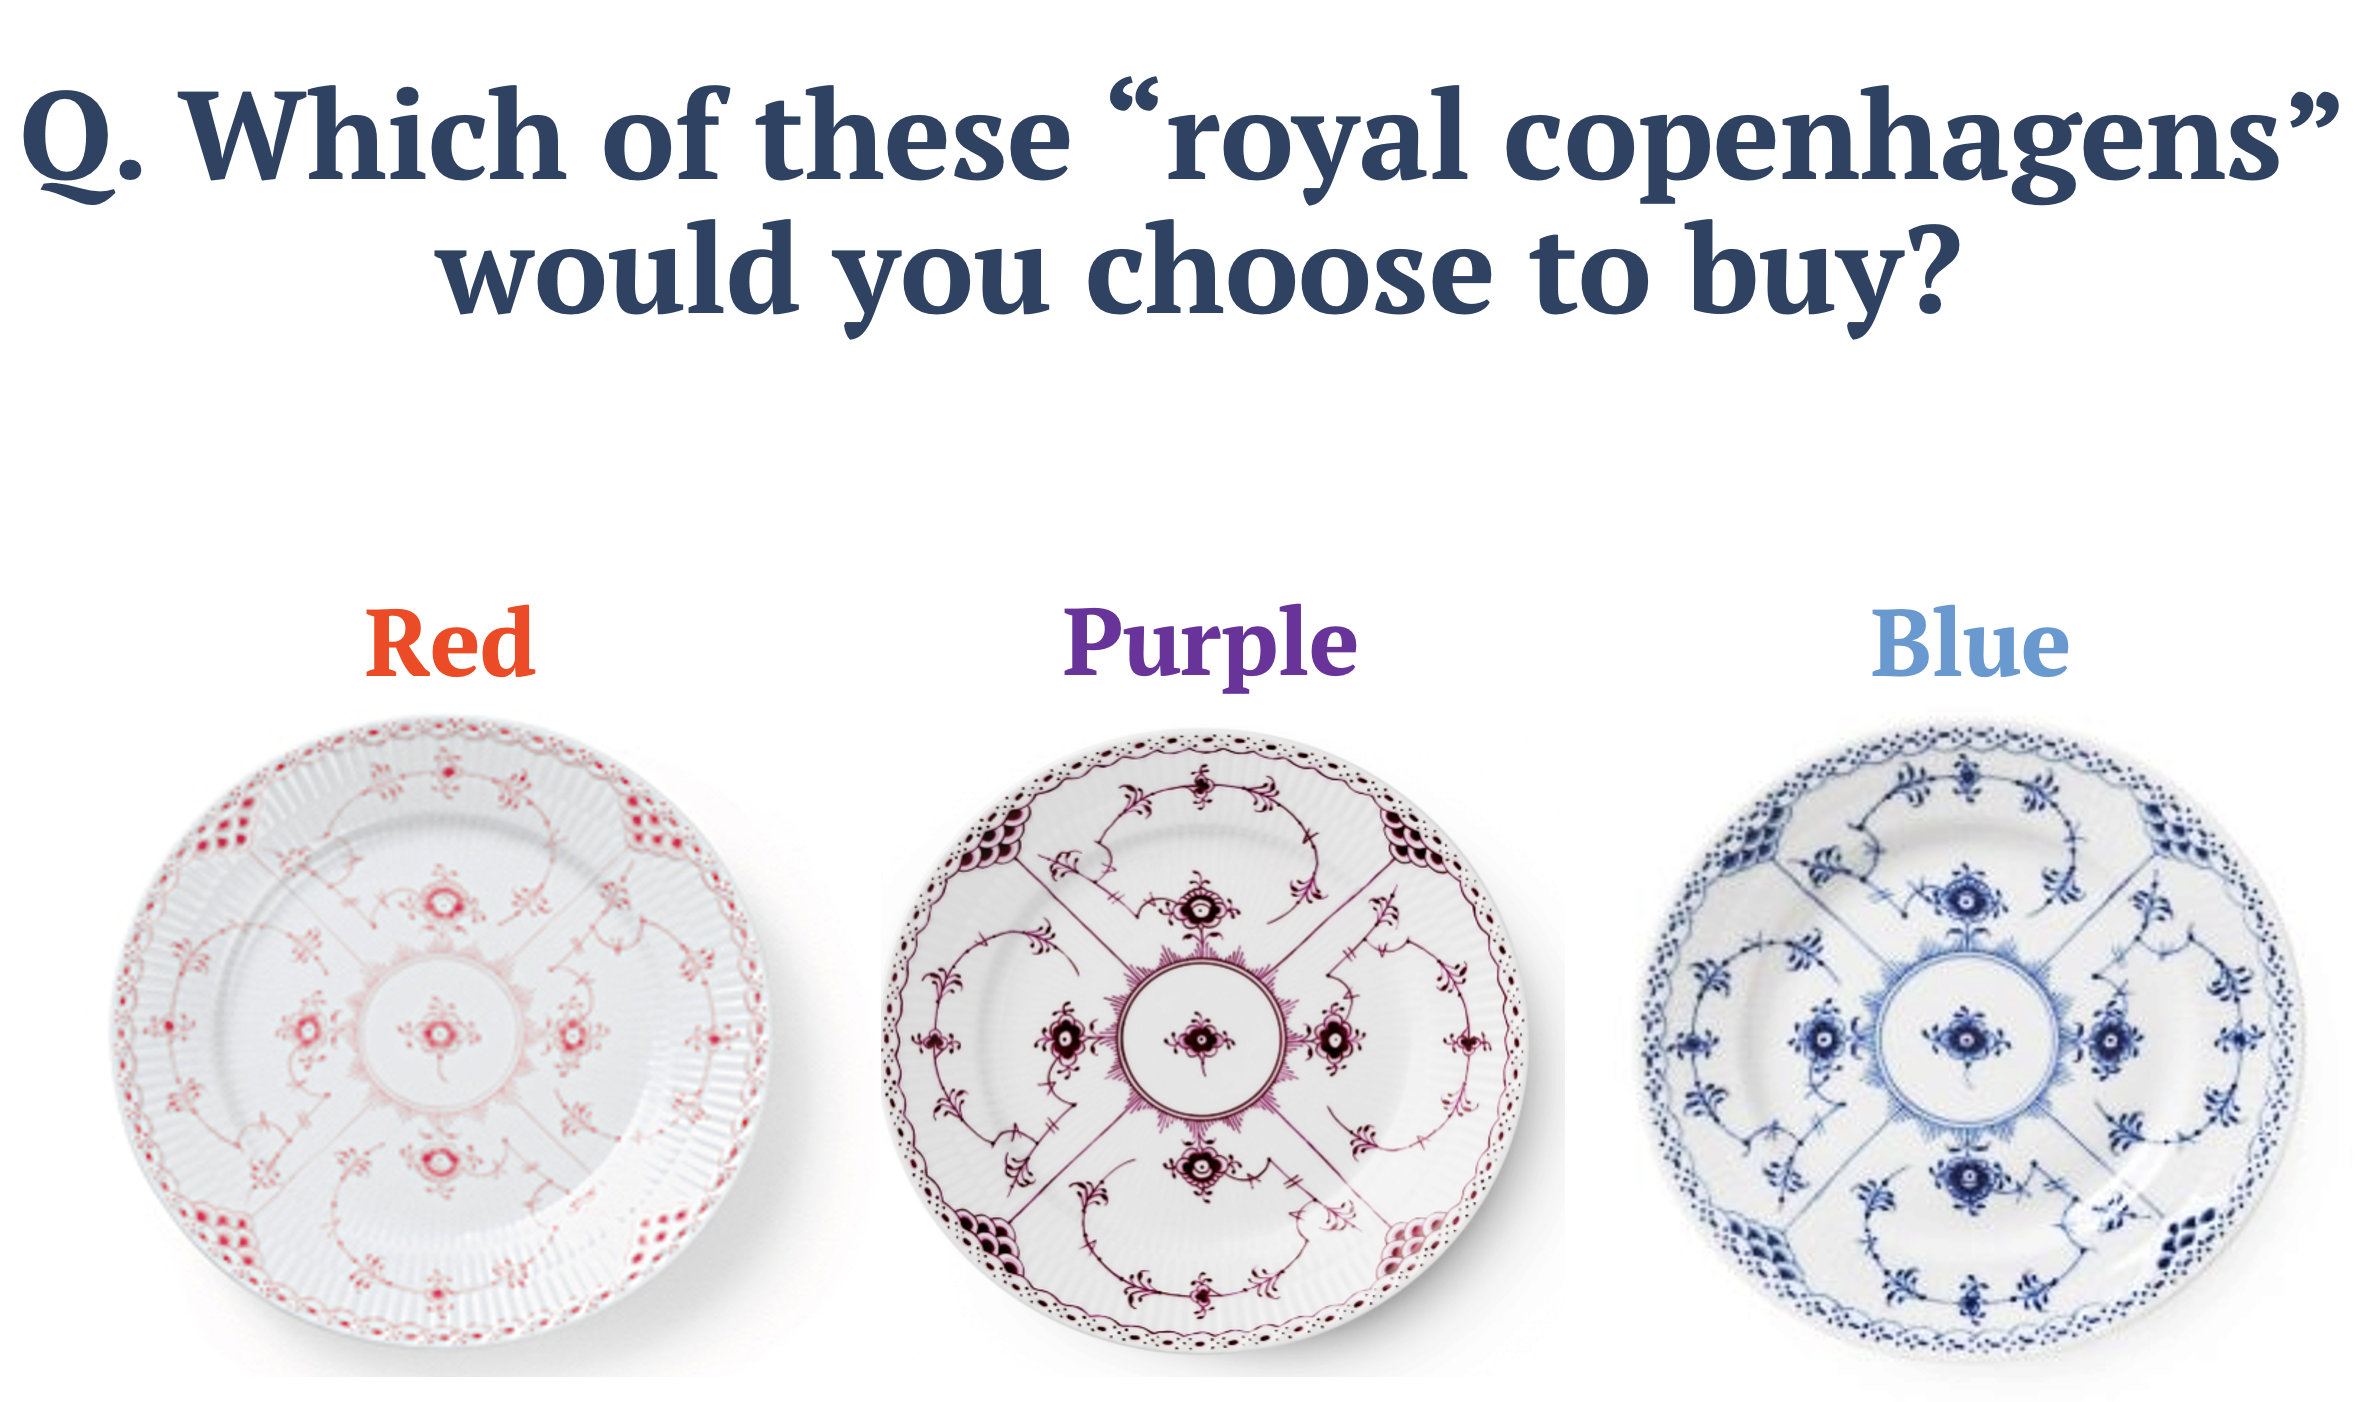 Q. Which of these “royal copenhagens”
would you choose to buy?
Red
Purple
Blue